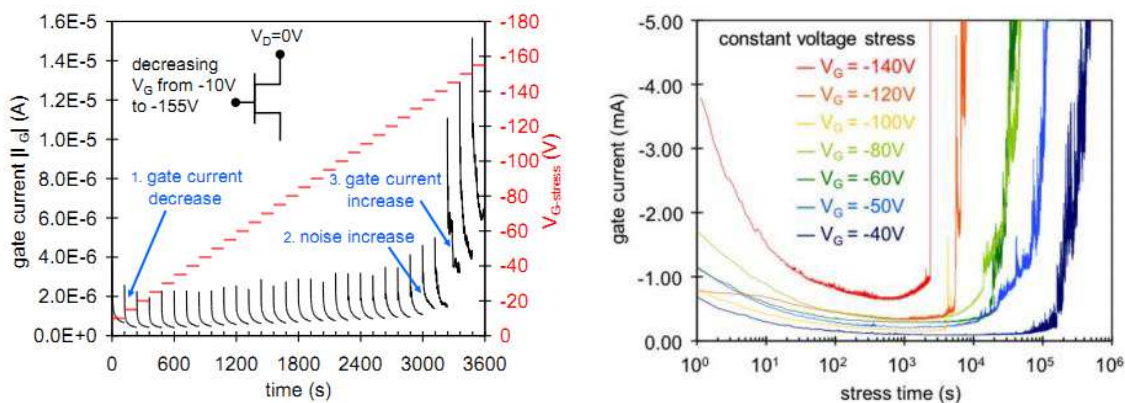 gate current |I_G| (A)
1.6E-5
1.4E-5
1.2E-5
1.0E-5
8.0E-6
6.0E-6
4.0E-6
2.0E-6
0.0E+0
V_D=0V
decreasing
V_G from -10V
to -155V
1. gate current
decrease
3. gate current
increase
2. noise increase
0 600 1200 1800 2400 3000 3600
time (s)
-180
-160
-140
-120
-100
-80
-60
-40
-20
0
V_G-stress (V)
gate current (mA)
-5.00
-4.00
-3.00
-2.00
-1.00
0.00
constant voltage stress
V_G = -140V
V_G = -120V
V_G = -100V
V_G = -80V
V_G = -60V
V_G = -50V
V_G = -40V
10^0 10^1 10^2 10^3 10^4 10^5 10^6
stress time (s)